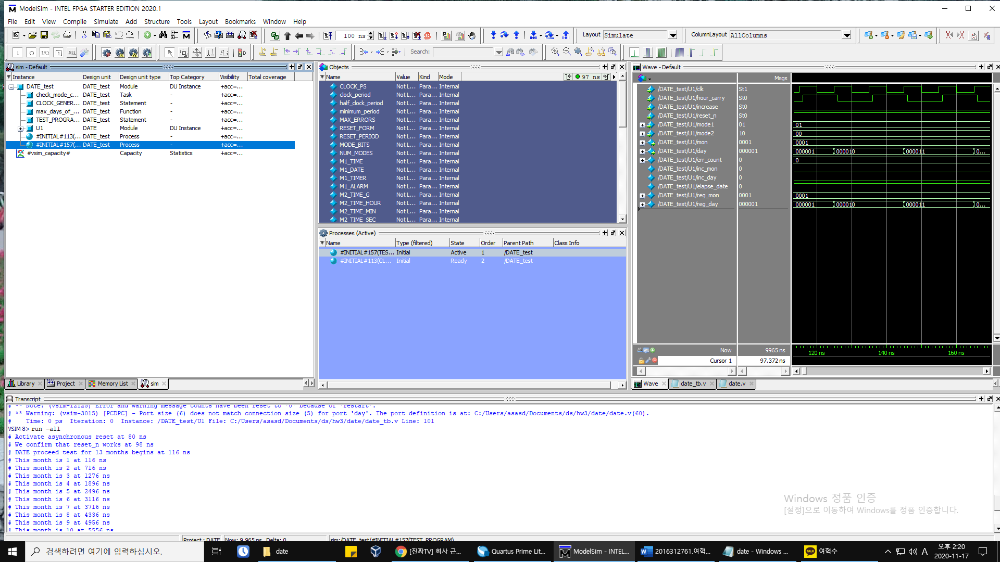 ModelSim - INTEL FPGA STARTER EDITION 2020.1
File Edit View Compile Simulate Add Structure Tools Layout Bookmarks Window Help
100 ns
Layout Simulate
ColumnLayout AllColumns
Search:
sim - Default
Instance Design unit Design unit type Top Category Visibility Total coverage
DATE_test DATE_test Module DU Instance +acc=...
check_mode_c... DATE_test Task - +acc=...
CLOCK_GENER... DATE_test Statement - +acc=...
max_days_of_... DATE_test Function - +acc=...
TEST_PROGRA... DATE_test Statement - +acc=...
U1 DATE Module DU Instance +acc=...
#INITIAL#113(... DATE_test Process - +acc=...
#INITIAL#157(... DATE_test Process - +acc=...
#vsim_capacity# Capacity Statistics +acc=...
Library Project Memory List sim
Objects
Name Value Kind Mode 97 ns
CLOCK_PS Not L... Para... Internal
clock_period Not L... Para... Internal
half_clock_period Not L... Para... Internal
minimum_period Not L... Para... Internal
MAX_ERRORS Not L... Para... Internal
RESET_FORM Not L... Para... Internal
RESET_PERIOD Not L... Para... Internal
MODE_BITS Not L... Para... Internal
NUM_MODES Not L... Para... Internal
M1_TIME Not L... Para... Internal
M1_DATE Not L... Para... Internal
M1_TIMER Not L... Para... Internal
M1_ALARM Not L... Para... Internal
M2_TIME_G Not L... Para... Internal
M2_TIME_HOUR Not L... Para... Internal
M2_TIME_MIN Not L... Para... Internal
M2_TIME_SEC Not L... Para... Internal
Processes (Active)
Name Type (filtered) State Order Parent Path Class Info
#INITIAL#157(TES... Initial Active 1 /DATE_test
#INITIAL#113(CL... Initial Ready 2 /DATE_test
Wave - Default
Msgs
/DATE_test/U1/clk St1
/DATE_test/U1/hour_carry St0
/DATE_test/U1/increase St0
/DATE_test/U1/reset_n St0
/DATE_test/U1/mode1 01 01
/DATE_test/U1/mode2 10 00
/DATE_test/U1/mon 0001 0001
/DATE_test/U1/day 000001 000001 000010 000011 0...
/DATE_test/U1/err_count 0 0
/DATE_test/U1/inc_mon 0
/DATE_test/U1/inc_day 0
/DATE_test/U1/elapse_date 0
/DATE_test/U1/reg_mon 0001 0001
/DATE_test/U1/reg_day 000001 000001 000010 000011 0...
Now 9965 ns 120 ns 140 ns 160 ns
Cursor 1 97.372 ns
Wave date_tb.v date.v
Transcript
# ** Note: (vsim-12125) Error and warning message counts have been reset to '0' because of 'restart'.
# ** Warning: (vsim-3015) [PCDPC] - Port size (6) does not match connection size (5) for port 'day'. The port definition is at: C:/Users/asasd/Documents/ds/hw3/date/date.v(60).
#    Time: 0 ps  Iteration: 0  Instance: /DATE_test/U1 File: C:/Users/asasd/Documents/ds/hw3/date/date_tb.v Line: 101
VSIM 8> run -all
# Activate asynchronous reset at 80 ns
# We confirm that reset_n works at 98 ns
# DATE proceed test for 13 months begins at 116 ns
# This month is 1 at 116 ns
# This month is 2 at 716 ns
# This month is 3 at 1276 ns
# This month is 4 at 1896 ns
# This month is 5 at 2496 ns
# This month is 6 at 3116 ns
# This month is 7 at 3716 ns
# This month is 8 at 4336 ns
# This month is 9 at 4956 ns
# This month is 10 at 5556 ns
Windows 정품 인증
[설정]으로 이동하여 Windows를 정품 인증합니다.
Project : DATE Now: 9,965 ns Delta: 0 sim:/DATE_test/#INITIAL#157(TEST_PROGRAM)
검색하려면 여기에 입력하십시오.
date
[진짜TV] 회사 근...
Quartus Prime Lit...
ModelSim - INTEL...
2016312761.여혁...
date - Windows ...
TALK 여혁수
A
오후 2:20
2020-11-17